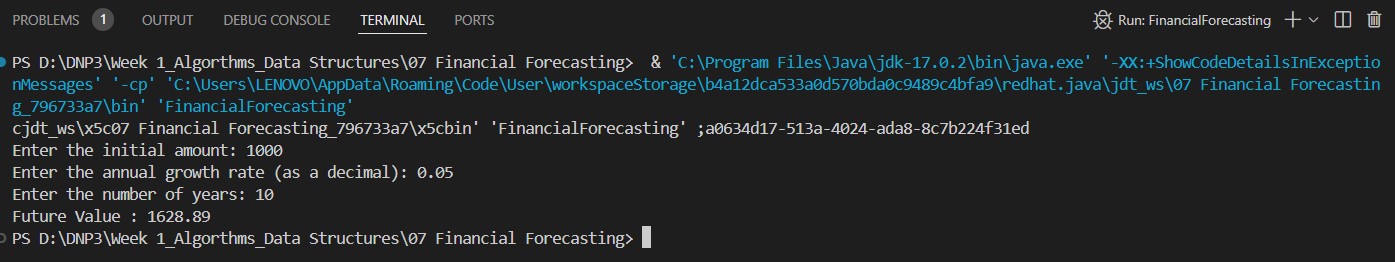 PROBLEMS 1 OUTPUT DEBUG CONSOLE TERMINAL PORTS Run: FinancialForecasting
PS D:\DNP3\Week 1_Algorthms_Data Structures\07 Financial Forecasting>  & 'C:\Program Files\Java\jdk-17.0.2\bin\java.exe' '-XX:+ShowCodeDetailsInExceptio
nMessages' '-cp' 'C:\Users\LENOVO\AppData\Roaming\Code\User\workspaceStorage\b4a12dca533a0d570bda0c9489c4bfa9\redhat.java\jdt_ws\07 Financial Forecastin
g_796733a7\bin' 'FinancialForecasting'
cjdt_ws\x5c07 Financial Forecasting_796733a7\x5cbin' 'FinancialForecasting' ;a0634d17-513a-4024-ada8-8c7b224f31ed
Enter the initial amount: 1000
Enter the annual growth rate (as a decimal): 0.05
Enter the number of years: 10
Future Value : 1628.89
PS D:\DNP3\Week 1_Algorthms_Data Structures\07 Financial Forecasting>